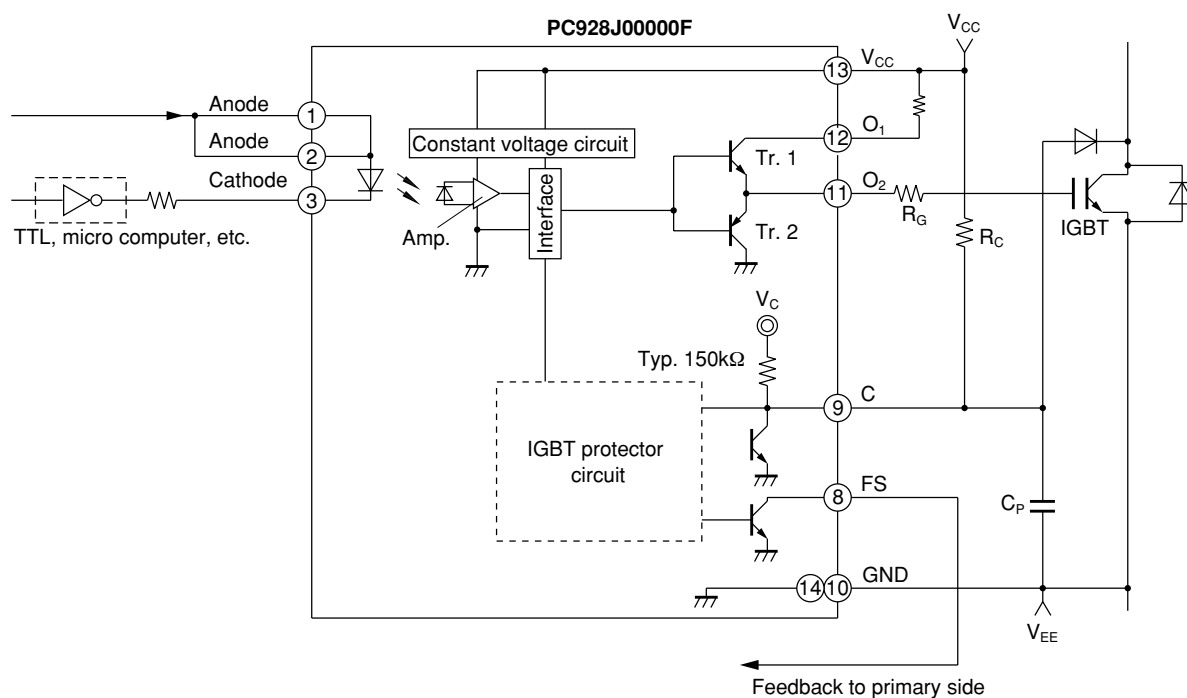 PC928J00000F
VCC
13
VCC
Anode
1
Constant voltage circuit
12
O1
Anode
2
Tr. 1
Cathode
3
Interface
11
O2
RG
TTL, micro computer, etc.
Amp.
Tr. 2
RC
IGBT
VC
Typ. 150kΩ
9
C
IGBT protector
circuit
8
FS
CP
14
10
GND
VEE
Feedback to primary side